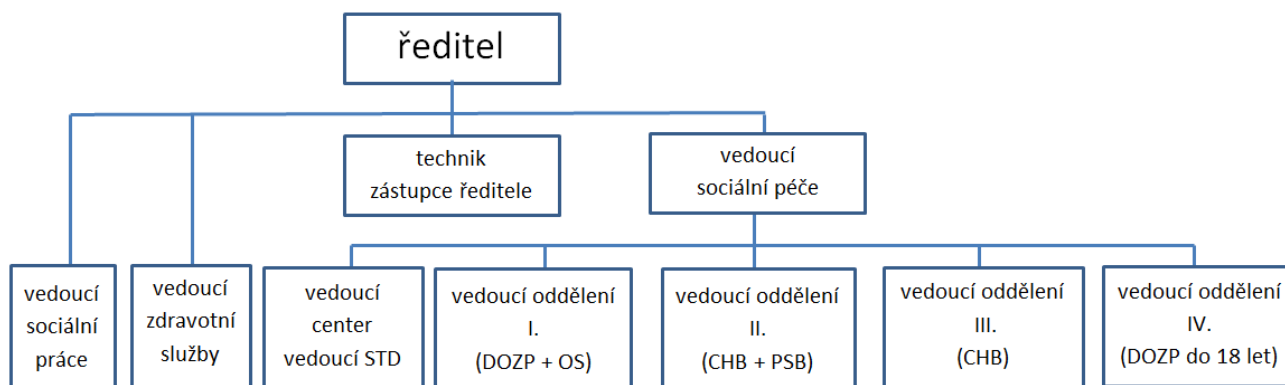 ředitel
technik
zástupce ředitele
vedoucí
sociální péče
vedoucí
sociální
práce
vedoucí
zdravotní
služby
vedoucí
center
vedoucí STD
vedoucí oddělení
I.
(DOZP + OS)
vedoucí oddělení
II.
(CHB + PSB)
vedoucí oddělení
III.
(CHB)
vedoucí oddělení
IV.
(DOZP do 18 let)